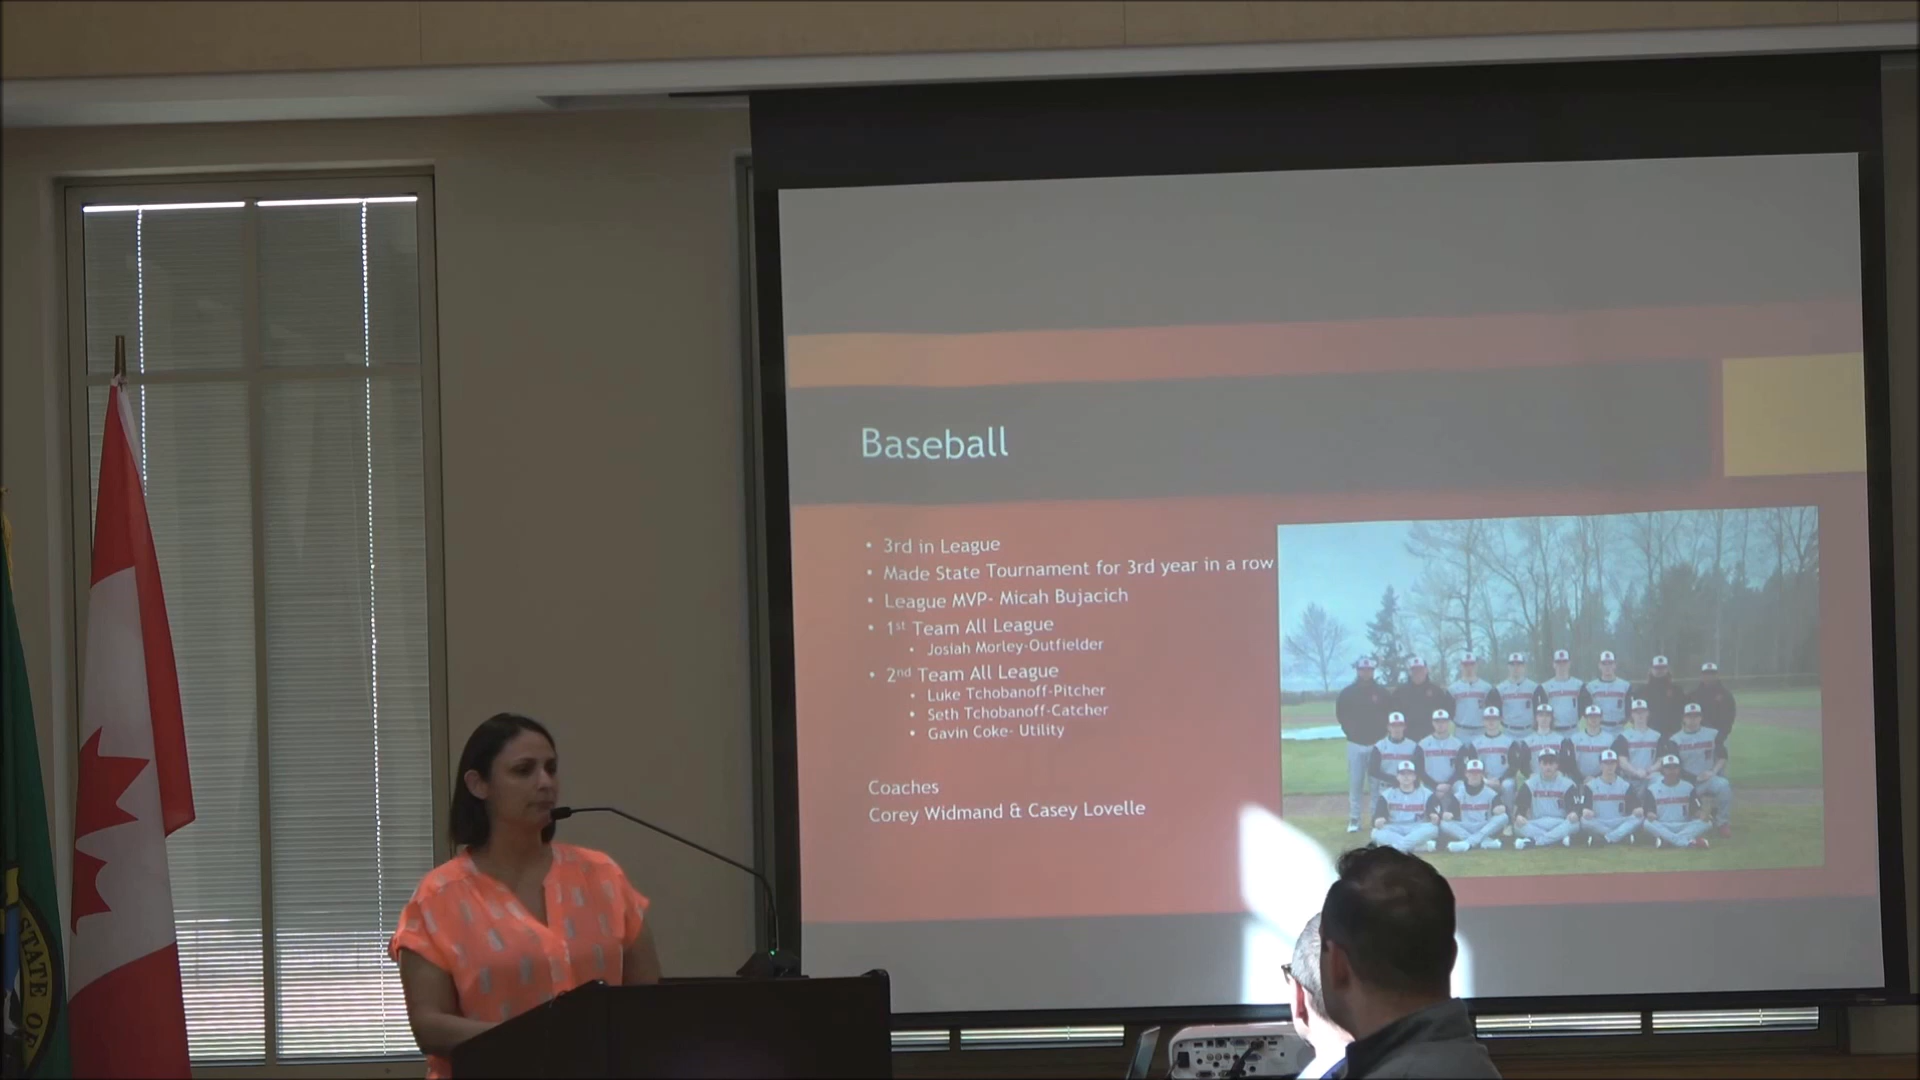 Baseball
• 3rd in League
• Made State Tournament for 3rd year in a row
• League MVP- Micah Bujacich
• 1st Team All League
• Josiah Morley-Outfielder
• 2nd Team All League
• Luke Tchobanoff-Pitcher
• Seth Tchobanoff-Catcher
• Gavin Coke- Utility
Coaches
Corey Widmand & Casey Lovelle
STATE OF